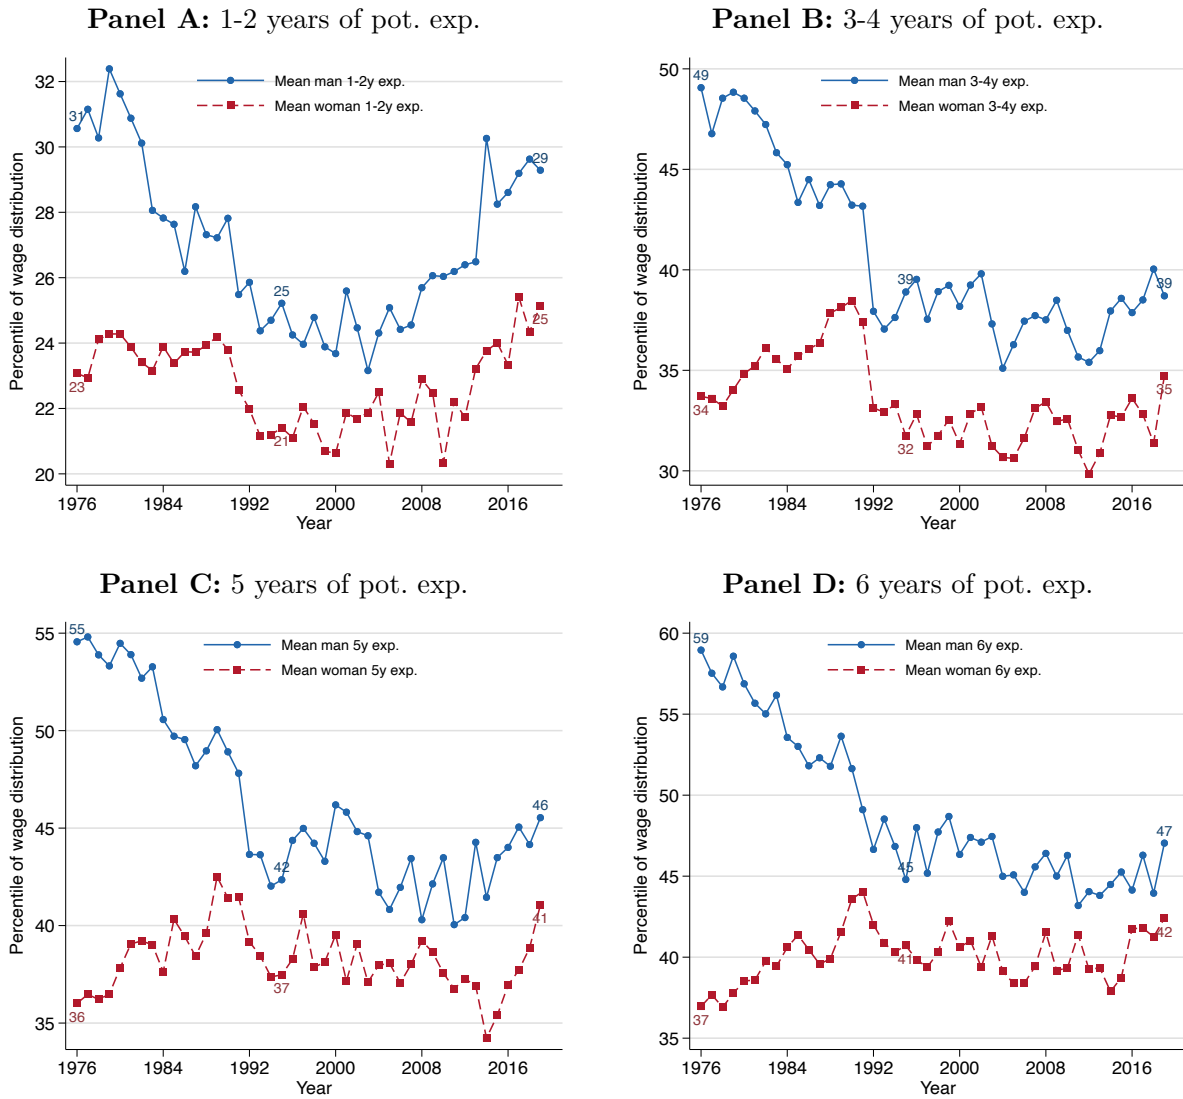 Panel A: 1-2 years of pot. exp.
Percentile of wage distribution
32
30
28
26
24
22
20
Mean man 1-2y exp.
Mean woman 1-2y exp.
31
25
29
23
21
25
1976 1984 1992 2000 2008 2016
Year
Panel B: 3-4 years of pot. exp.
Percentile of wage distribution
50
45
40
35
30
Mean man 3-4y exp.
Mean woman 3-4y exp.
49
39
39
34
32
35
1976 1984 1992 2000 2008 2016
Year
Panel C: 5 years of pot. exp.
Percentile of wage distribution
55
50
45
40
35
Mean man 5y exp.
Mean woman 5y exp.
55
42
46
36
37
41
1976 1984 1992 2000 2008 2016
Year
Panel D: 6 years of pot. exp.
Percentile of wage distribution
60
55
50
45
40
35
Mean man 6y exp.
Mean woman 6y exp.
59
45
47
37
41
42
1976 1984 1992 2000 2008 2016
Year